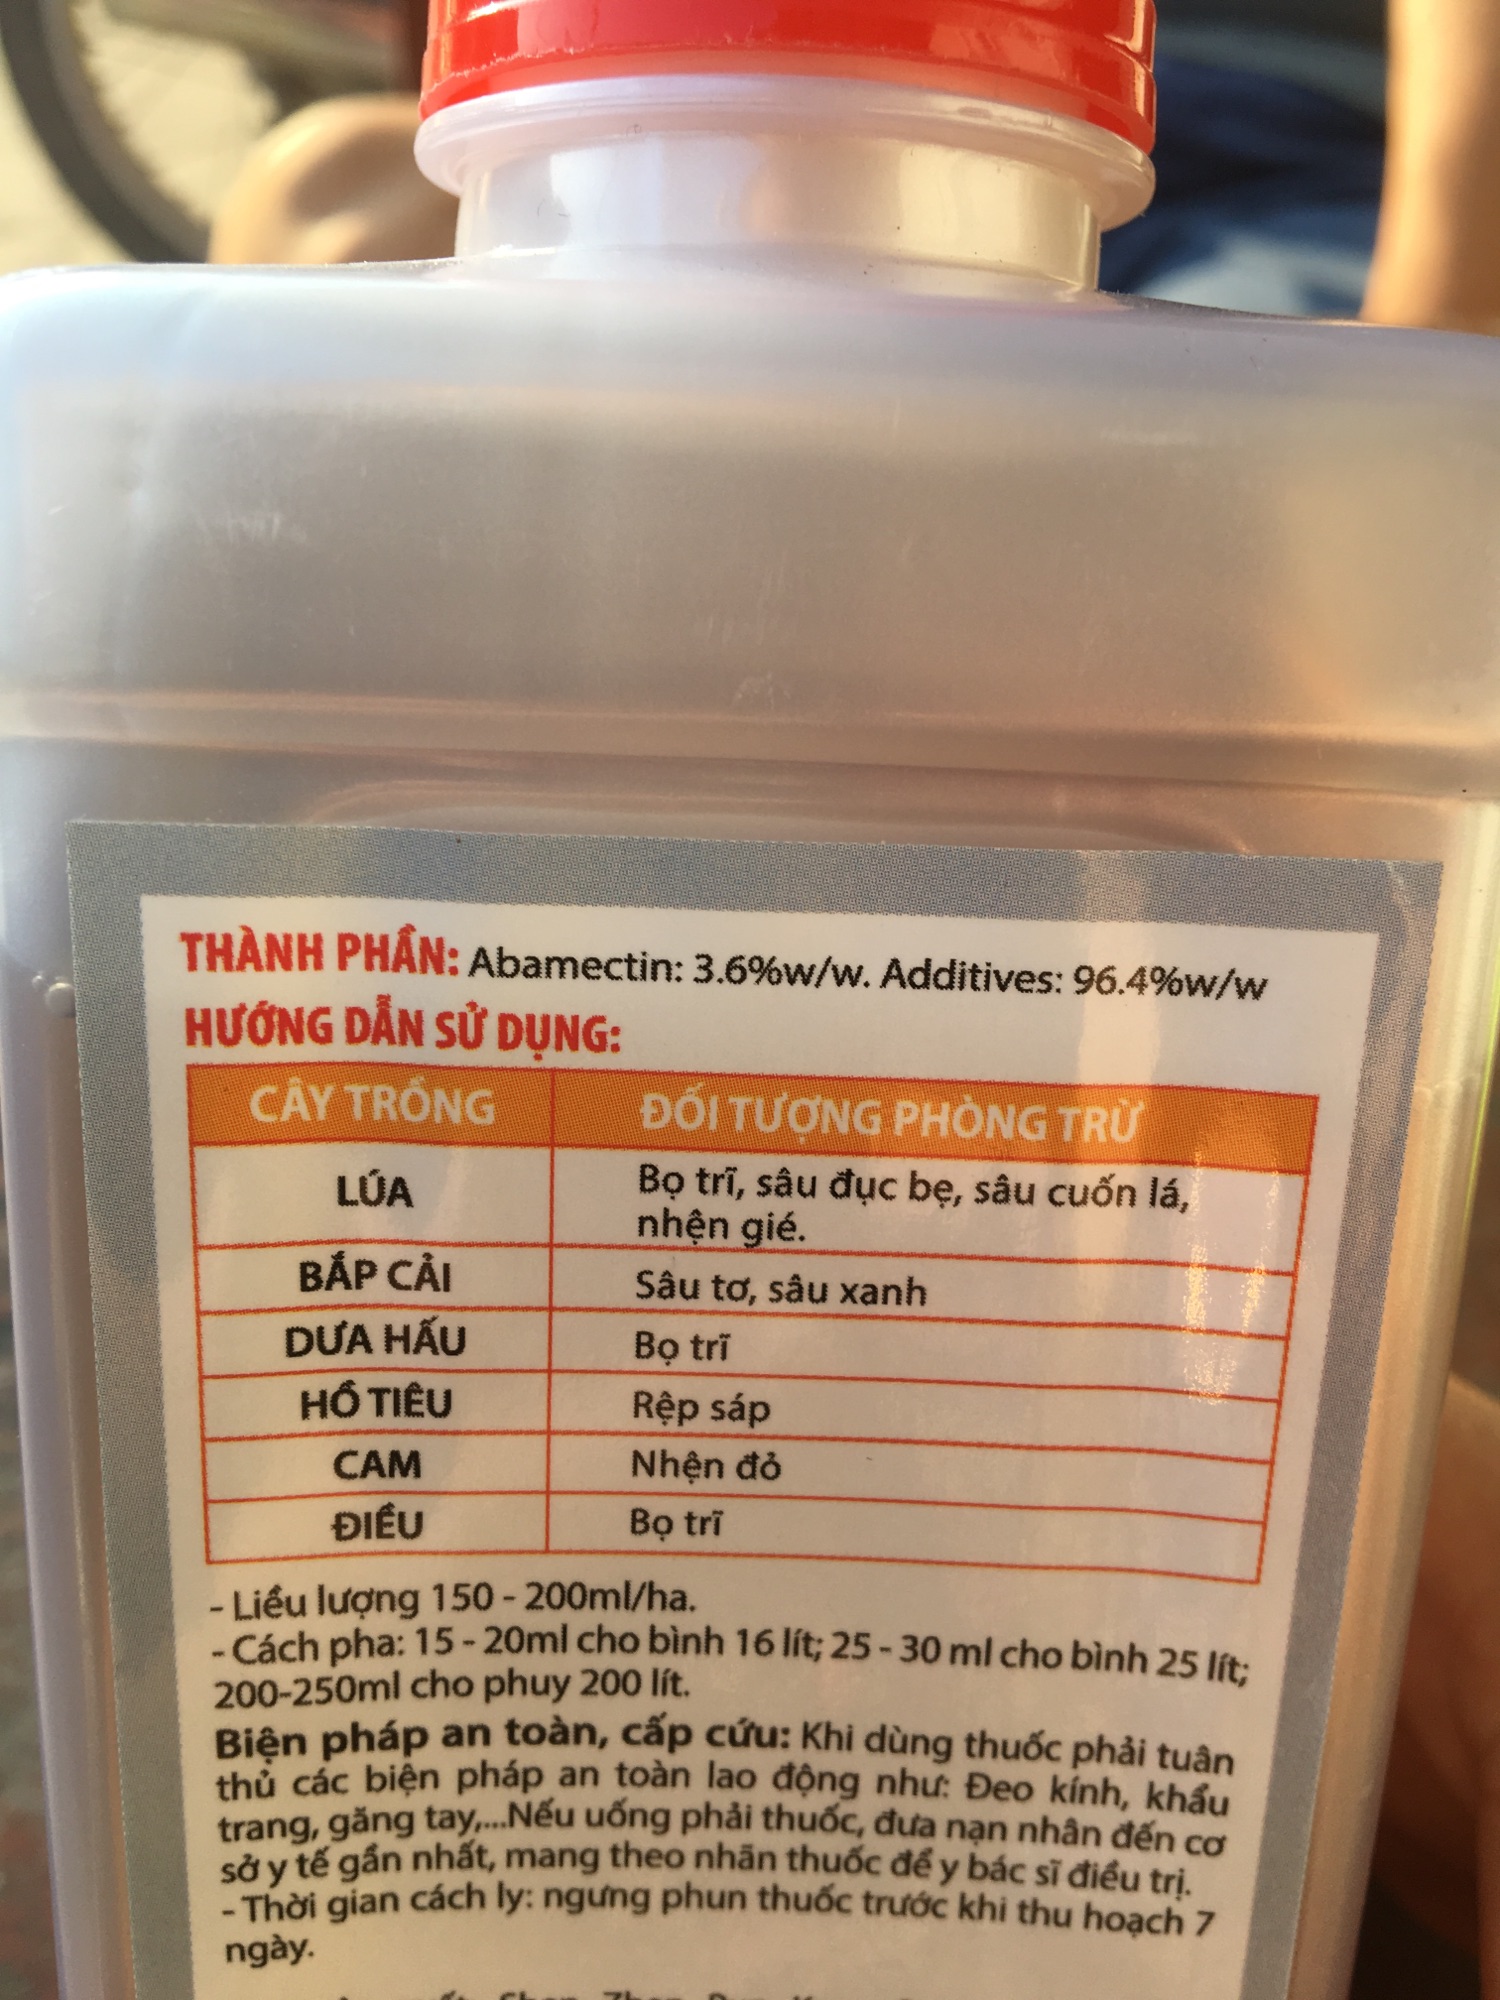 THÀNH PHẦN: Abamectin: 3.6%w/w. Additives: 96.4%w/w
HƯỚNG DẪN SỬ DỤNG:
CÂY TRỒNG ĐỐI TƯỢNG PHÒNG TRỪ
LÚA Bọ trĩ, sâu đục bẹ, sâu cuốn lá,
nhện gié.
BẮP CẢI Sâu tơ, sâu xanh
DƯA HẤU Bọ trĩ
HỒ TIÊU Rệp sáp
CAM Nhện đỏ
ĐIỀU Bọ trĩ
- Liều lượng 150 - 200ml/ha.
- Cách pha: 15 - 20ml cho bình 16 lít; 25 - 30 ml cho bình 25 lít;
200-250ml cho phuy 200 lít.
Biện pháp an toàn, cấp cứu: Khi dùng thuốc phải tuân
thủ các biện pháp an toàn lao động như: Đeo kính, khẩu
trang, găng tay,...Nếu uống phải thuốc, đưa nạn nhân đến cơ
sở y tế gần nhất, mang theo nhãn thuốc để y bác sĩ điều trị.
- Thời gian cách ly: ngưng phun thuốc trước khi thu hoạch 7
ngày.